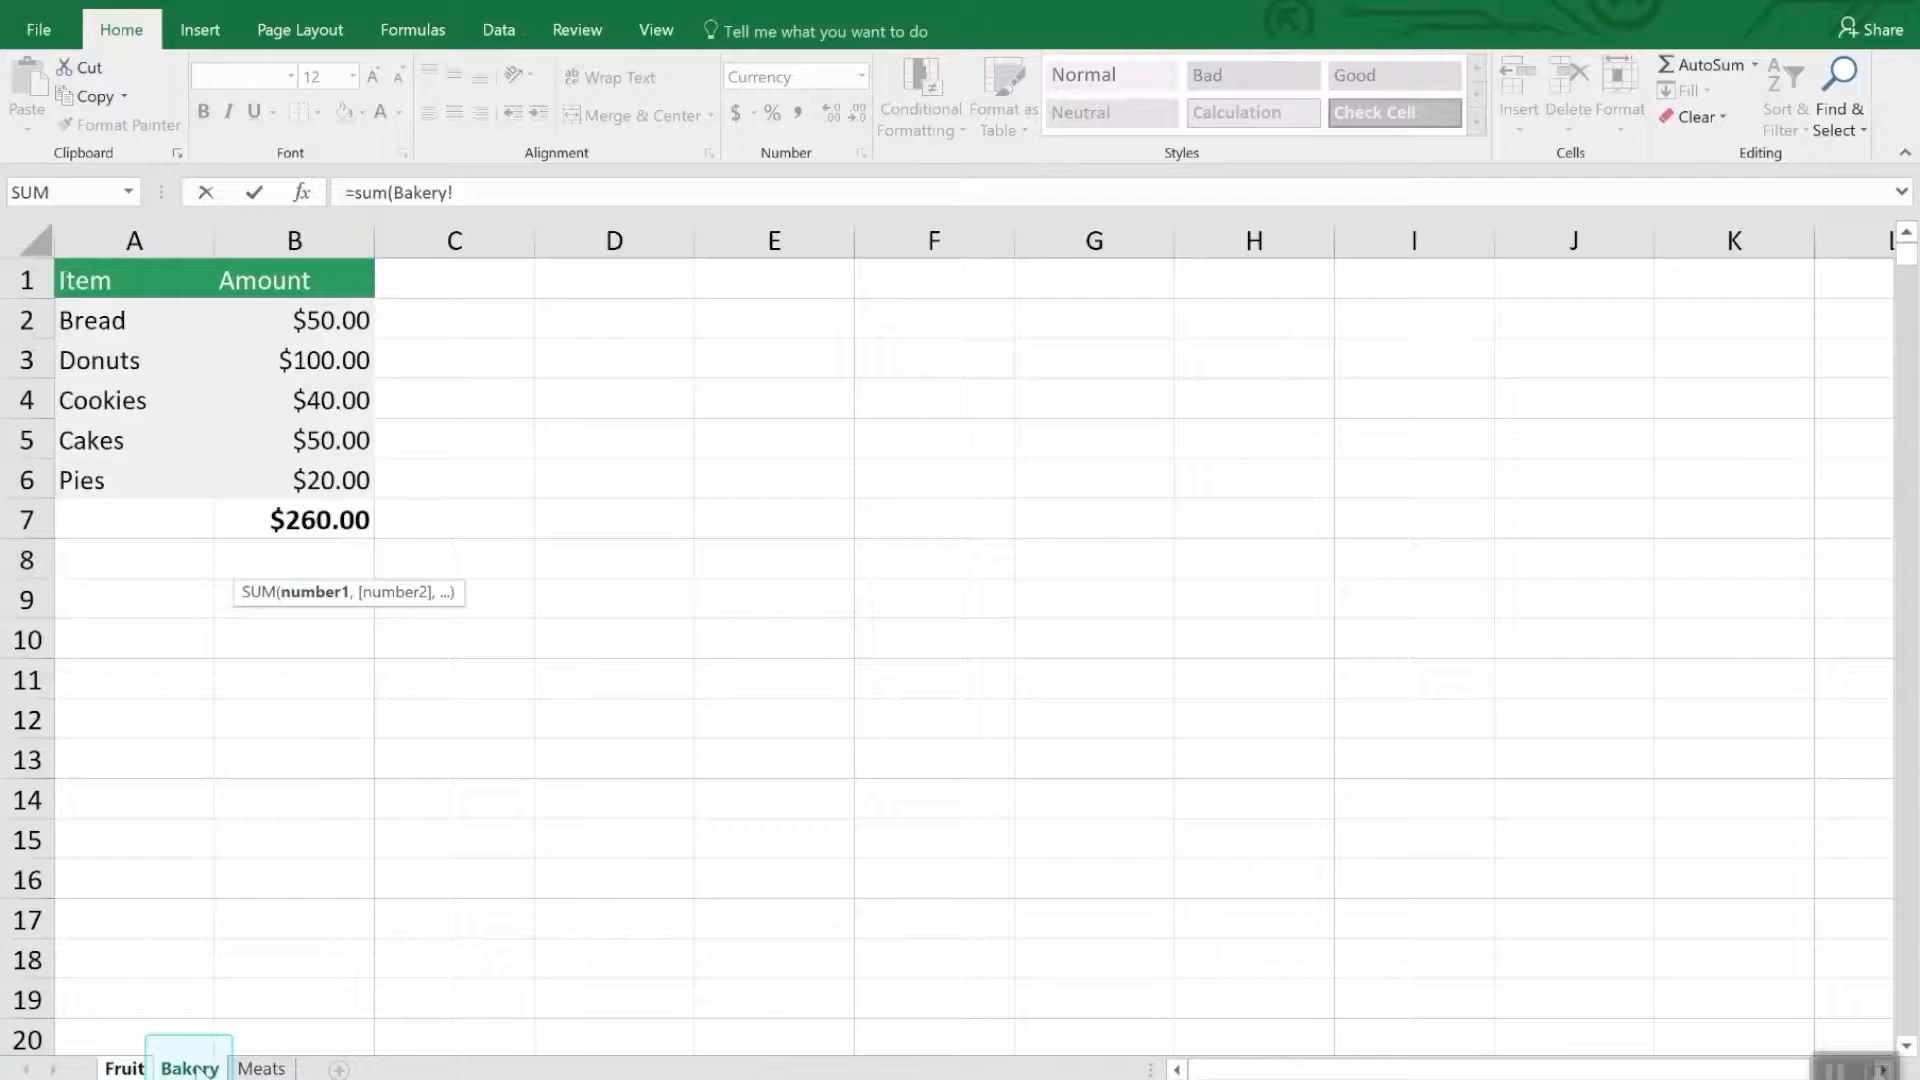 File Home Insert Page Layout Formulas Data Review View Tell me what you want to do Share
Cut
Copy
Format Painter
Paste
Clipboard
12
B I U
A
Font
Wrap Text
Merge & Center
Alignment
Currency
$ % ,
Number
Conditional Formatting
Format as Table
Normal Bad Good
Neutral Calculation Check Cell
Styles
Insert Delete Format
Cells
AutoSum
Fill
Clear
Sort & Filter
Find & Select
Editing
SUM fx =sum(Bakery!
A B C D E F G H I J K L
1 Item Amount
2 Bread $50.00
3 Donuts $100.00
4 Cookies $40.00
5 Cakes $50.00
6 Pies $20.00
7 $260.00
8
SUM(number1, [number2], ...)
9
10
11
12
13
14
15
16
17
18
19
20
Fruit Bakery Meats